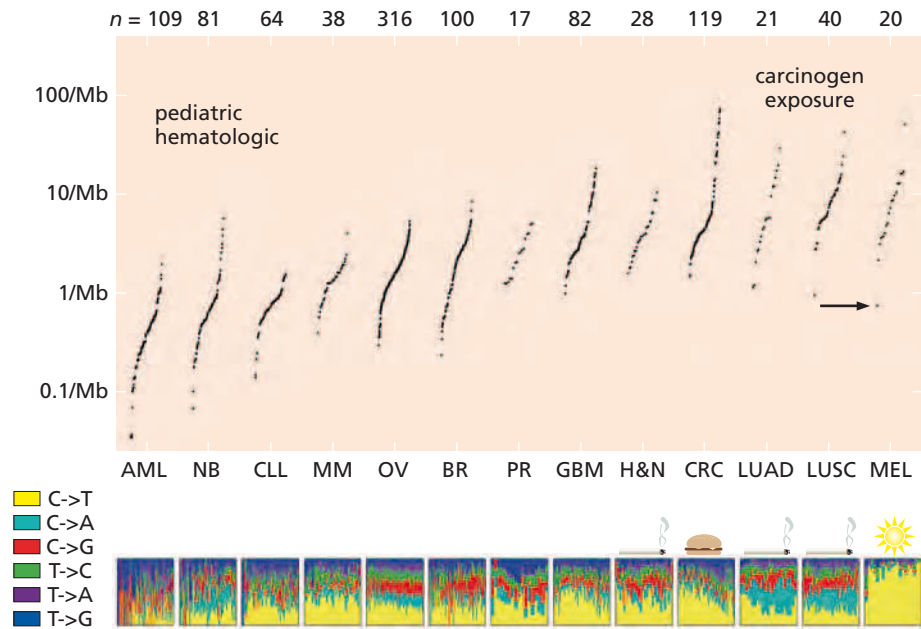 n = 109 81 64 38 316 100 17 82 28 119 21 40 20
100/Mb
pediatric
hematologic
carcinogen
exposure
10/Mb
1/Mb
0.1/Mb
AML NB CLL MM OV BR PR GBM H&N CRC LUAD LUSC MEL
C->T
C->A
C->G
T->C
T->A
T->G